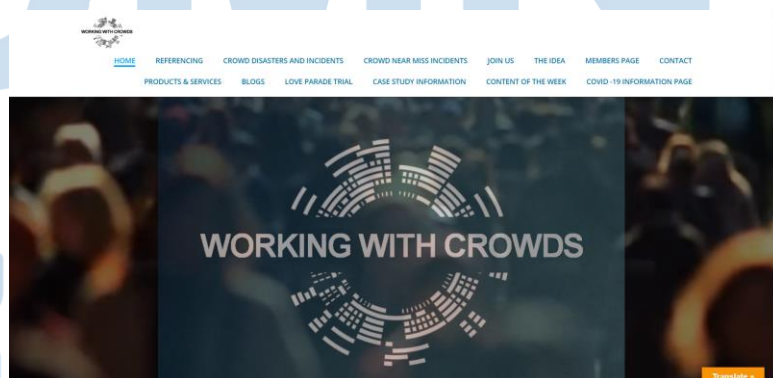 WORKING WITH CROWDS
HOME REFERENCING CROWD DISASTERS AND INCIDENTS CROWD NEAR MISS INCIDENTS JOIN US THE IDEA MEMBERS PAGE CONTACT
PRODUCTS & SERVICES BLOGS LOVE PARADE TRIAL CASE STUDY INFORMATION CONTENT OF THE WEEK COVID -19 INFORMATION PAGE
WORKING WITH CROWDS
Translate »